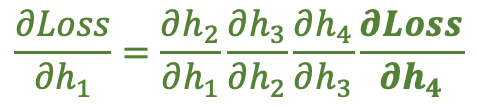 ∂Loss/∂h₁ = ∂h₂/∂h₁ ∂h₃/∂h₂ ∂h₄/∂h₃ ∂Loss/∂h₄